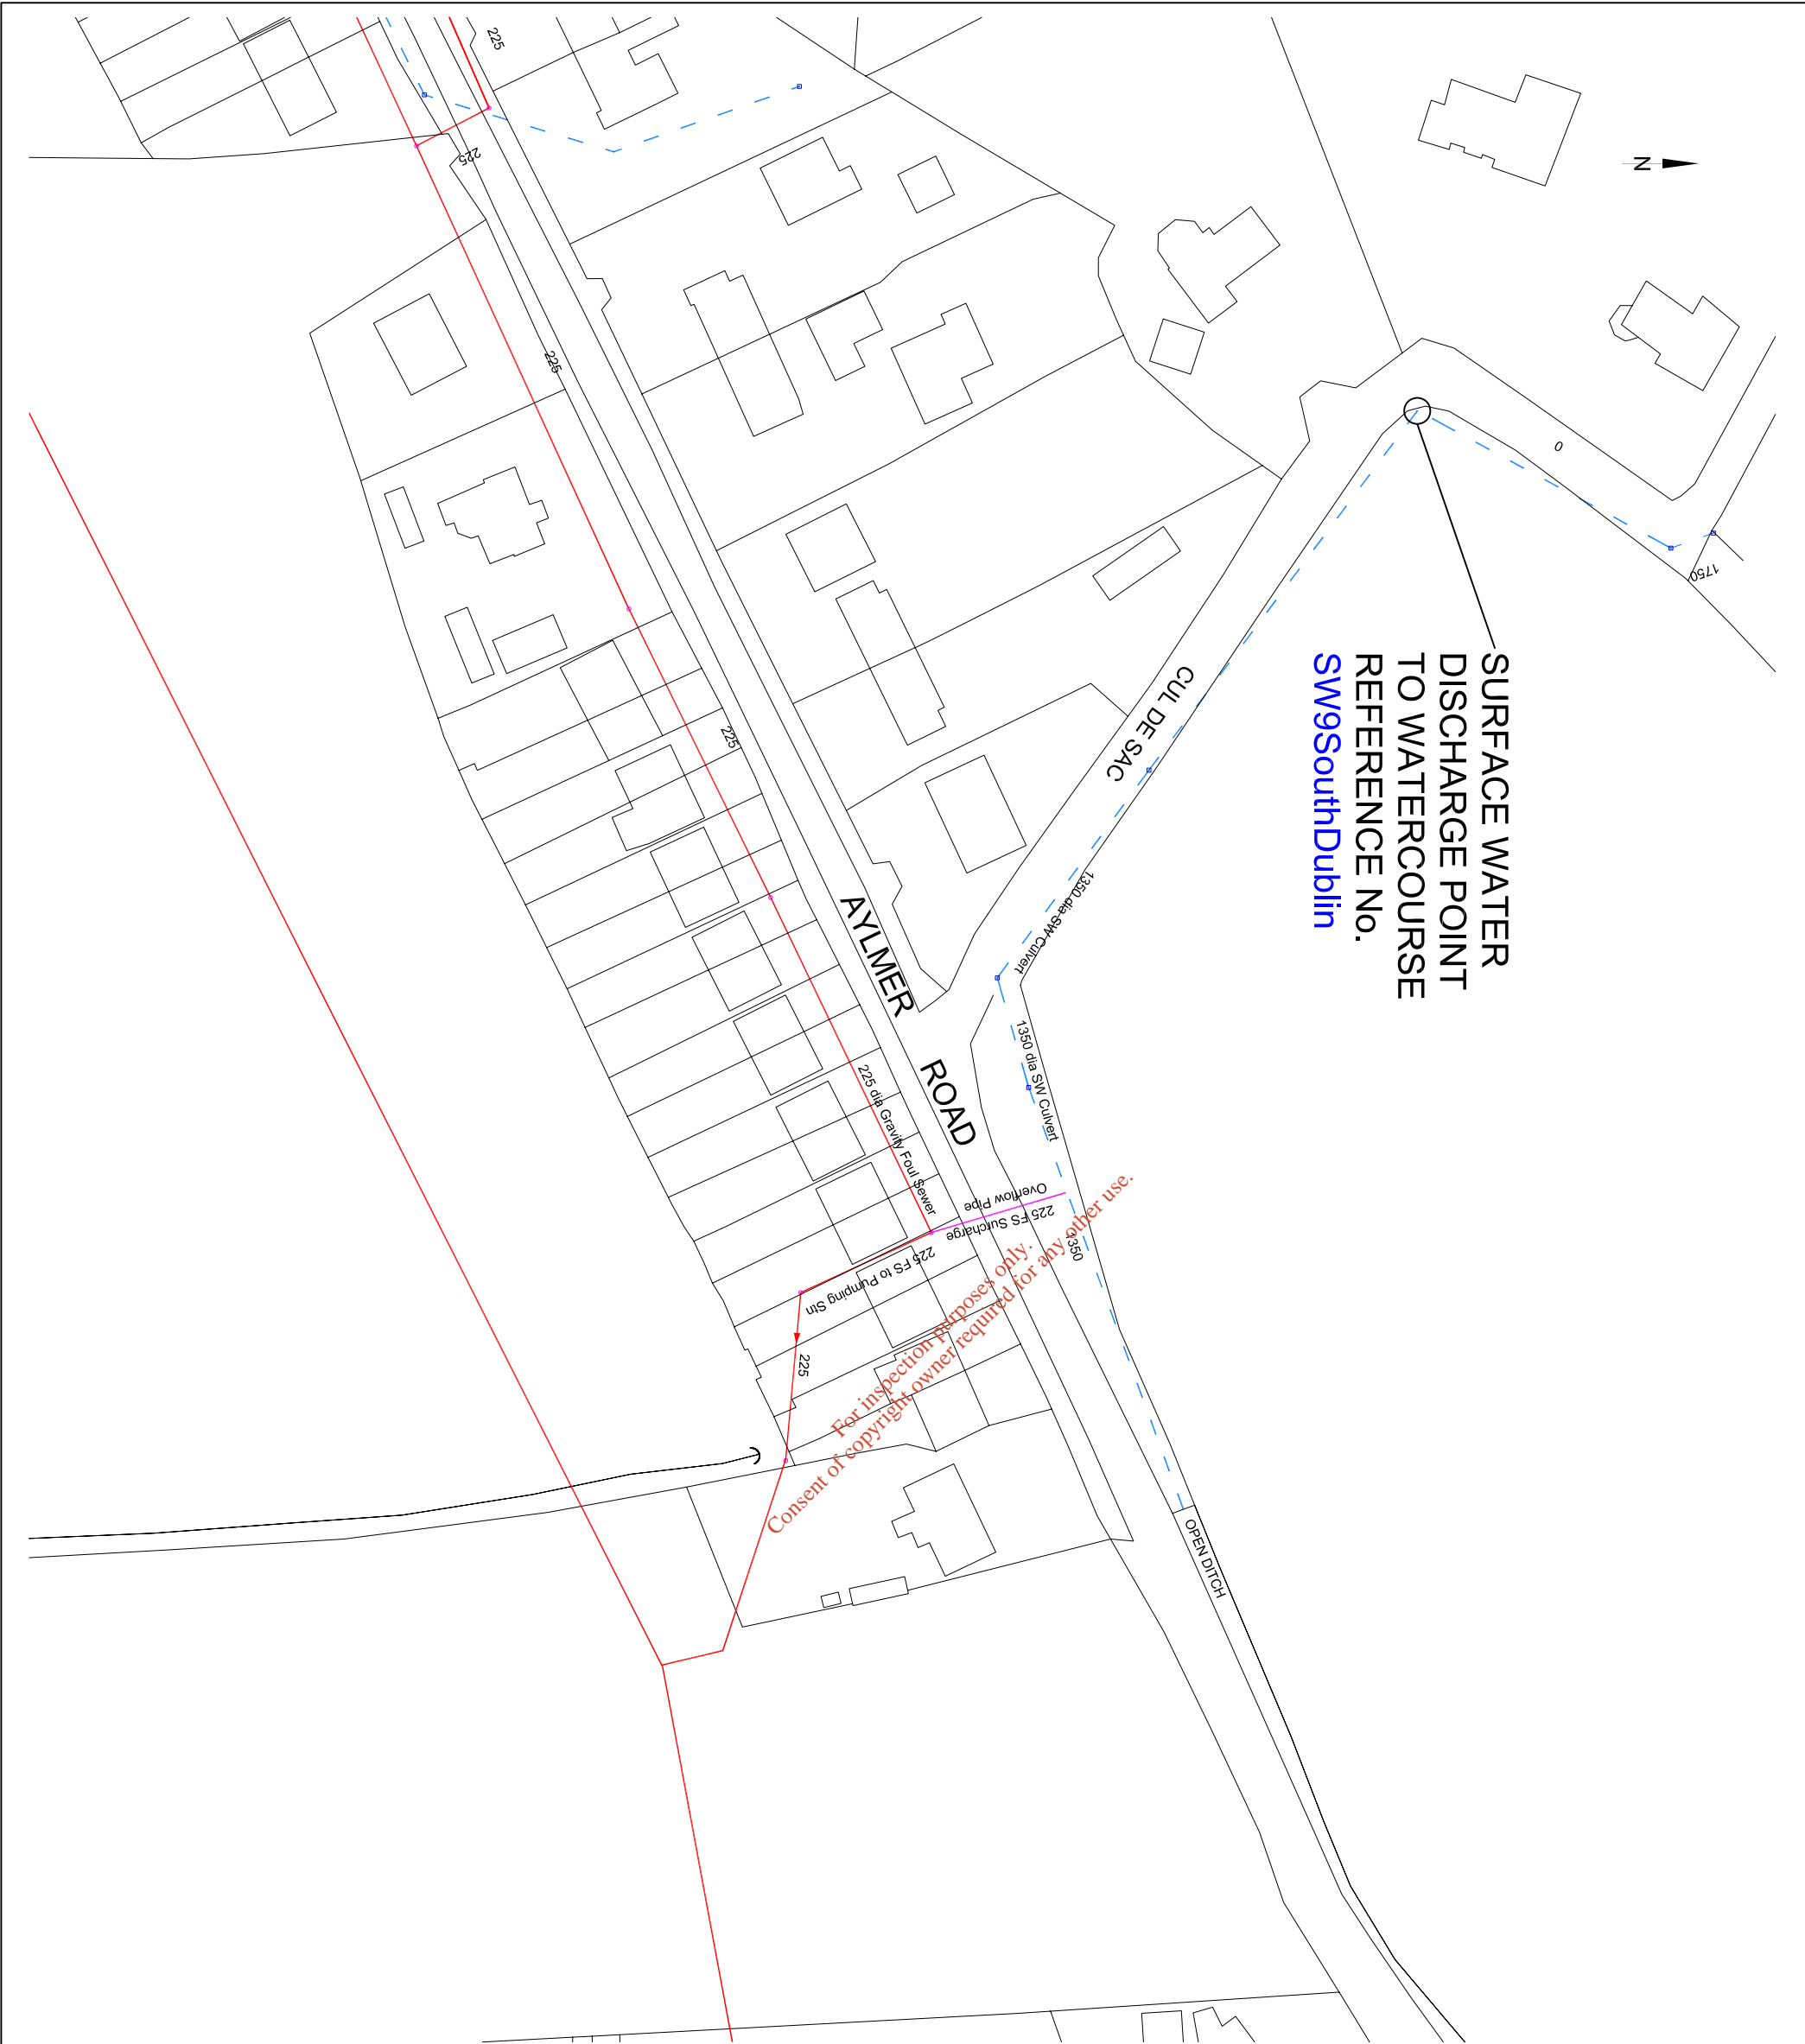 SURFACE WATER
DISCHARGE POINT
TO WATERCOURSE
REFERENCE No.
SW9SouthDublin
N
0
1750
CUL DE SAC
1350 dia SW Culvert
1350 dia SW Culvert
1350
OPEN DITCH
AYLMER ROAD
225
225
225
225
225 dia Gravity Foul Sewer
Overflow Pipe
225 FS Surcharge
225 FS to Pumping Stn
225
For inspection purposes only.
Consent of copyright owner required for any other use.